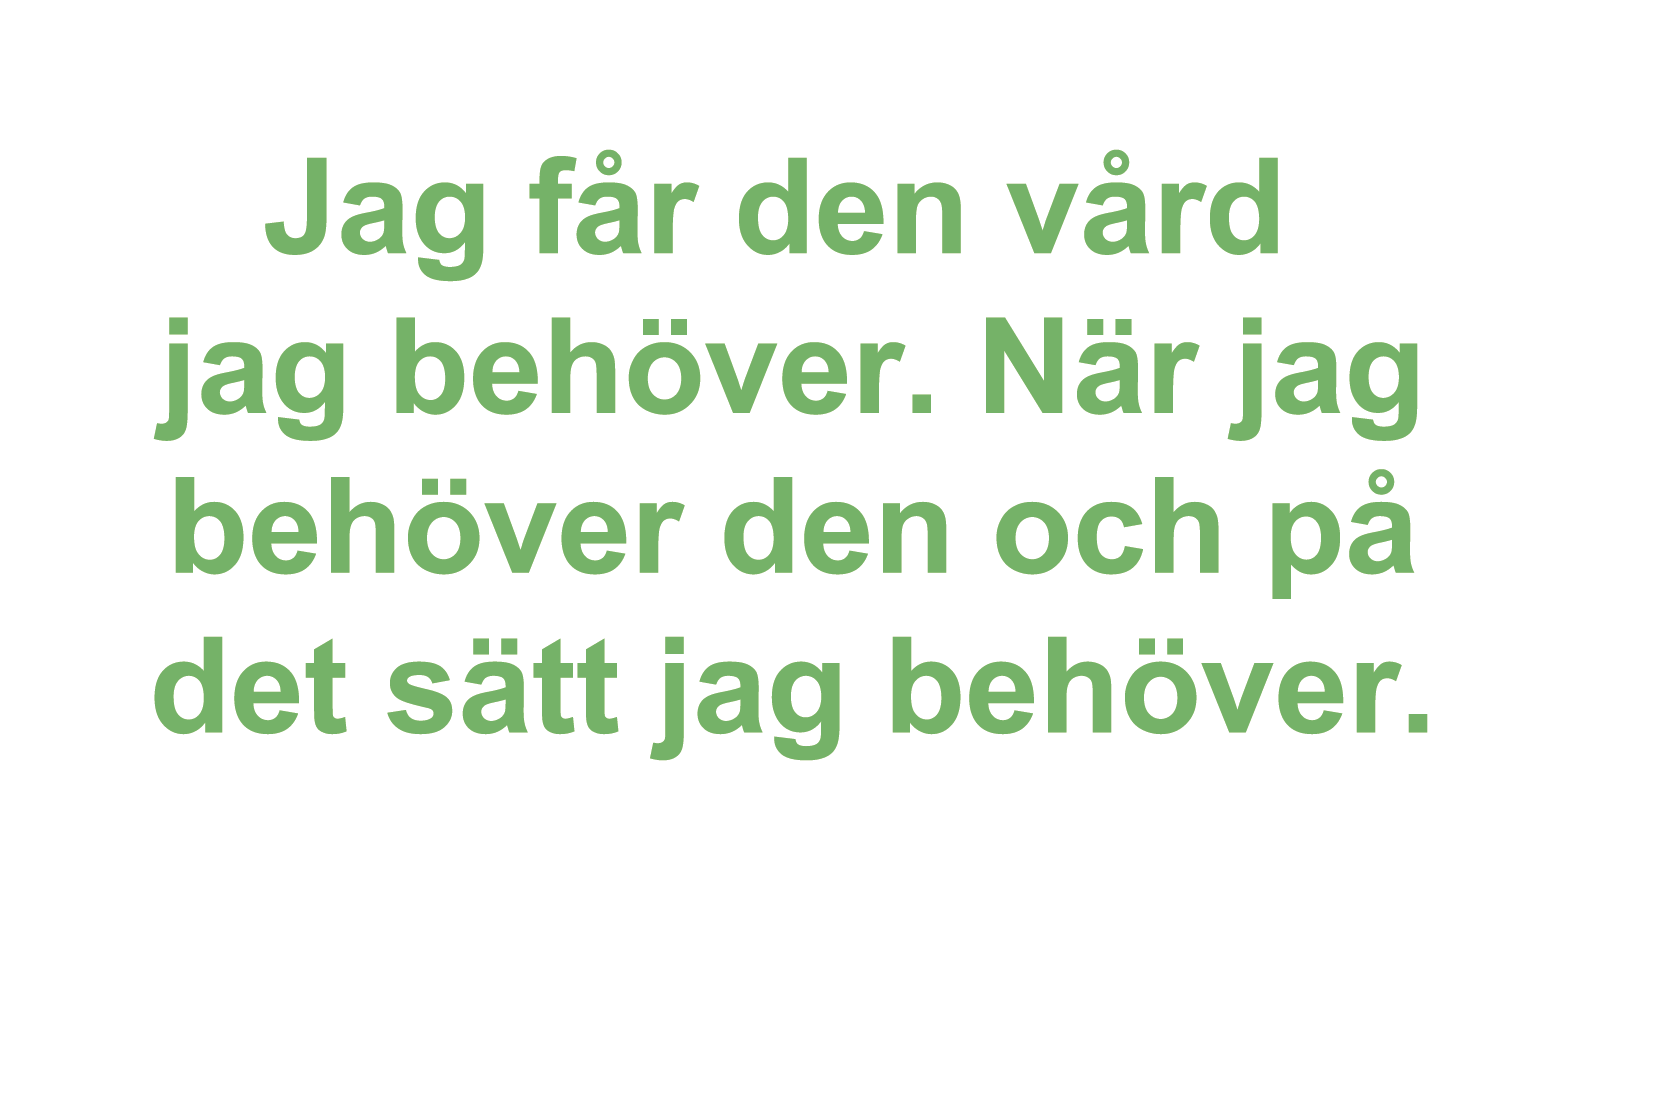 Jag får den vård
jag behöver. När jag
behöver den och på
det sätt jag behöver.